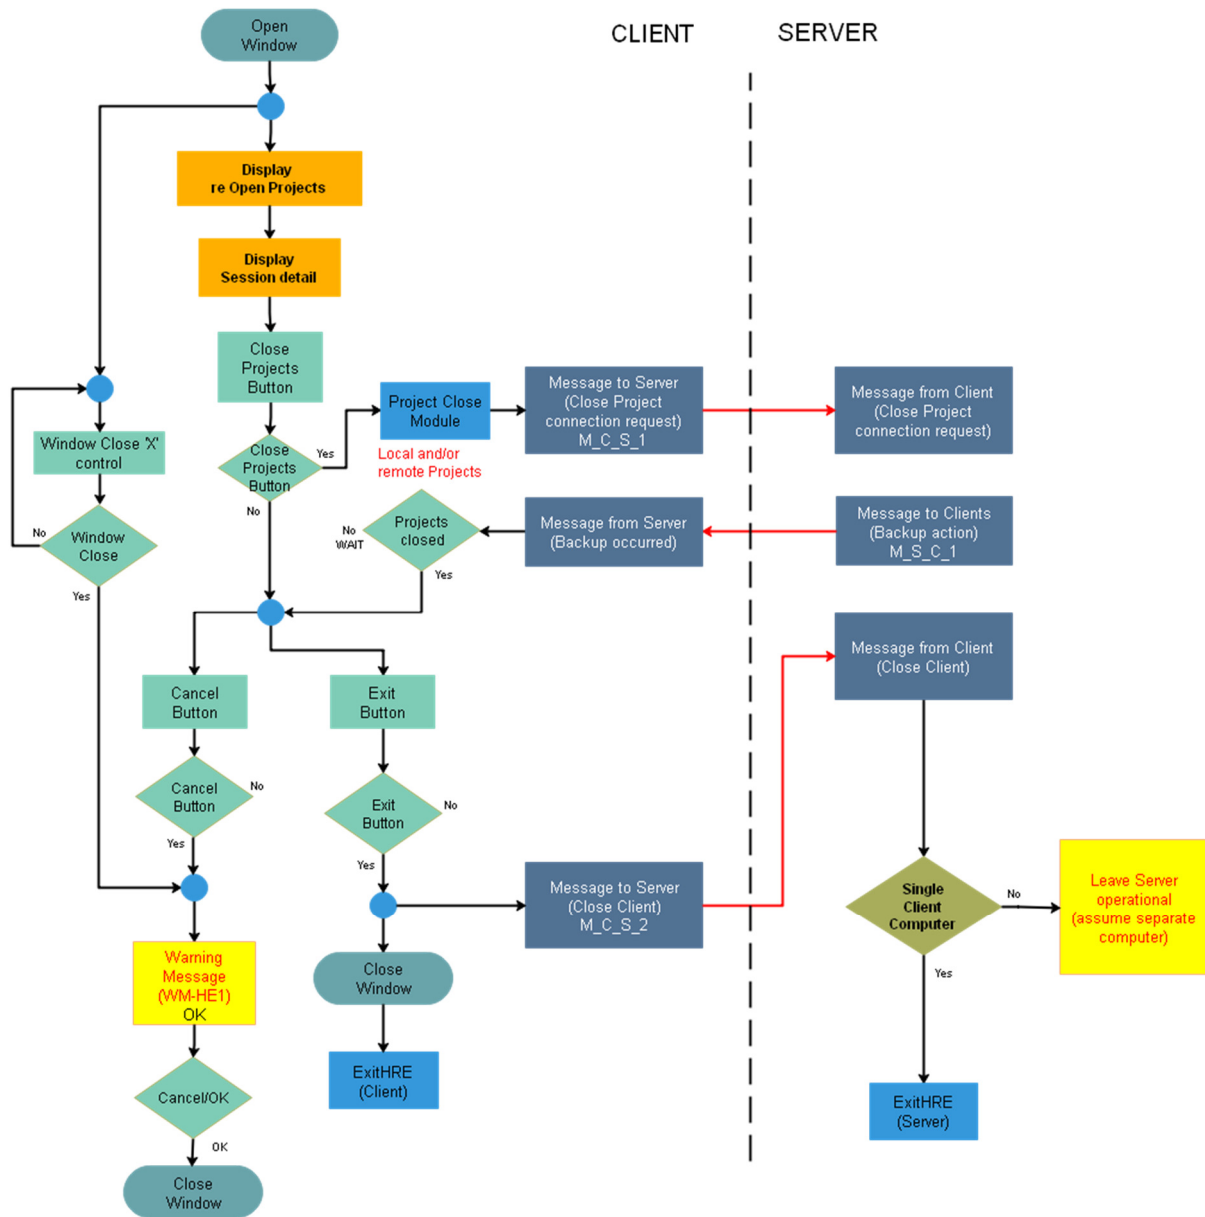 CLIENT
SERVER
Open
Window
Display
re Open Projects
Display
Session detail
Close
Projects
Button
Project Close
Module
Message to Server
(Close Project
connection request)
M_C_S_1
Message from Client
(Close Project
connection request)
Window Close 'X'
control
Close
Projects
Button
Yes
Local and/or
remote Projects
No
No
Window
Close
Yes
No
WAIT
Projects
closed
Yes
Message from Server
(Backup occurred)
Message to Clients
(Backup action)
M_S_C_1
Message from Client
(Close Client)
Cancel
Button
Exit
Button
Cancel
Button
No
Yes
Exit
Button
No
Yes
Message to Server
(Close Client)
M_C_S_2
Single
Client
Computer
No
Yes
Leave Server
operational
(assume separate
computer)
Warning
Message
(WM-HE1)
OK
Close
Window
ExitHRE
(Client)
Cancel/OK
OK
Close
Window
ExitHRE
(Server)